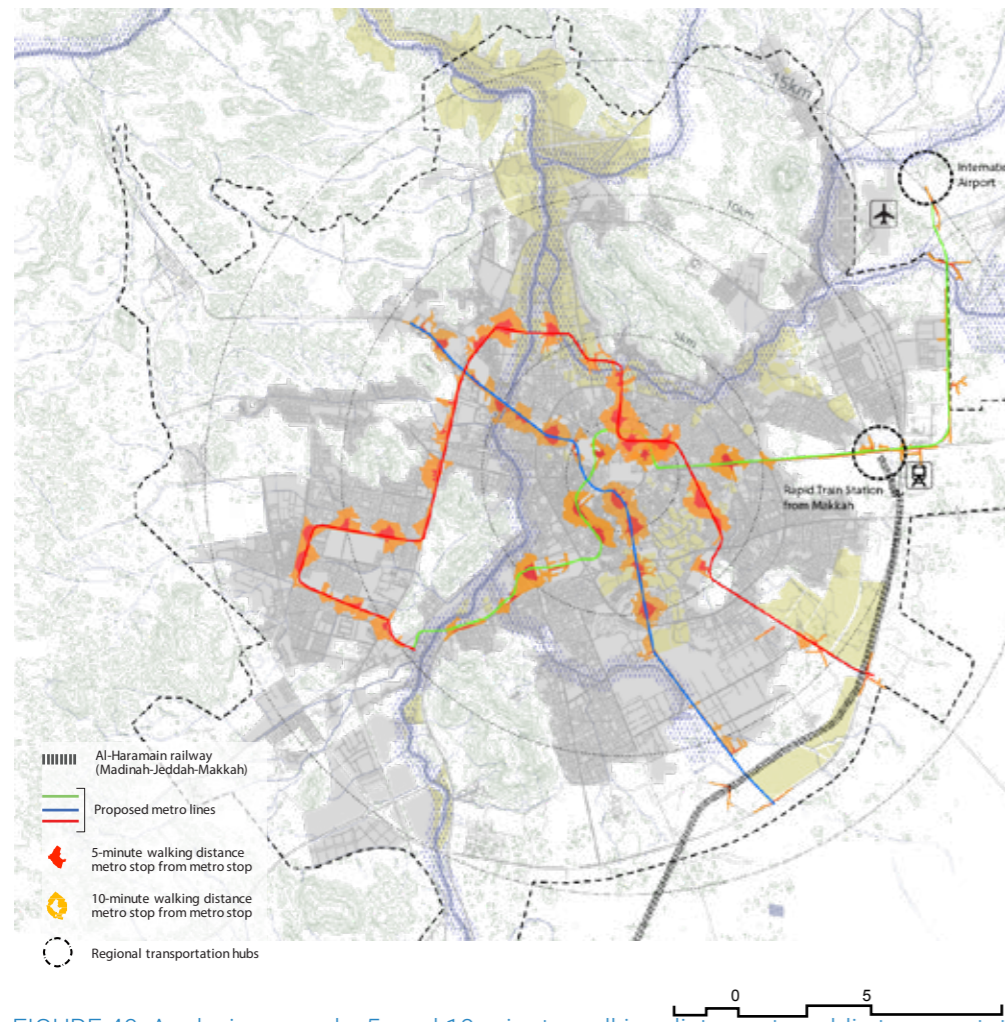 15km
10km
5km
Internate
Airport
Rapid Train Station
from Makkah
Al-Haramain railway
(Madinah-Jeddah-Makkah)
Proposed metro lines
5-minute walking distance
metro stop from metro stop
10-minute walking distance
metro stop from metro stop
Regional transportation hubs
0 5